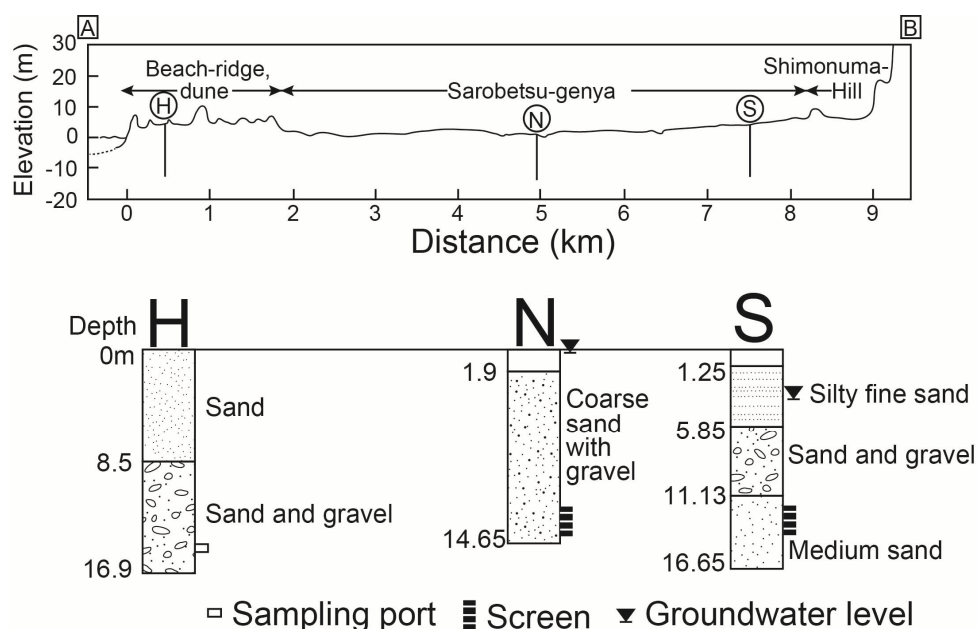 A
B
30
20
10
0
-10
-20
Elevation (m)
Beach-ridge,
dune
Sarobetsu-genya
Shimonuma-
Hill
H
N
S
0 1 2 3 4 5 6 7 8 9
Distance (km)
Depth H N S
0m
8.5
16.9
Sand
Sand and gravel
1.9
14.65
Coarse
sand
with
gravel
1.25
5.85
11.13
16.65
Silty fine sand
Sand and gravel
Medium sand
Sampling port Screen Groundwater level